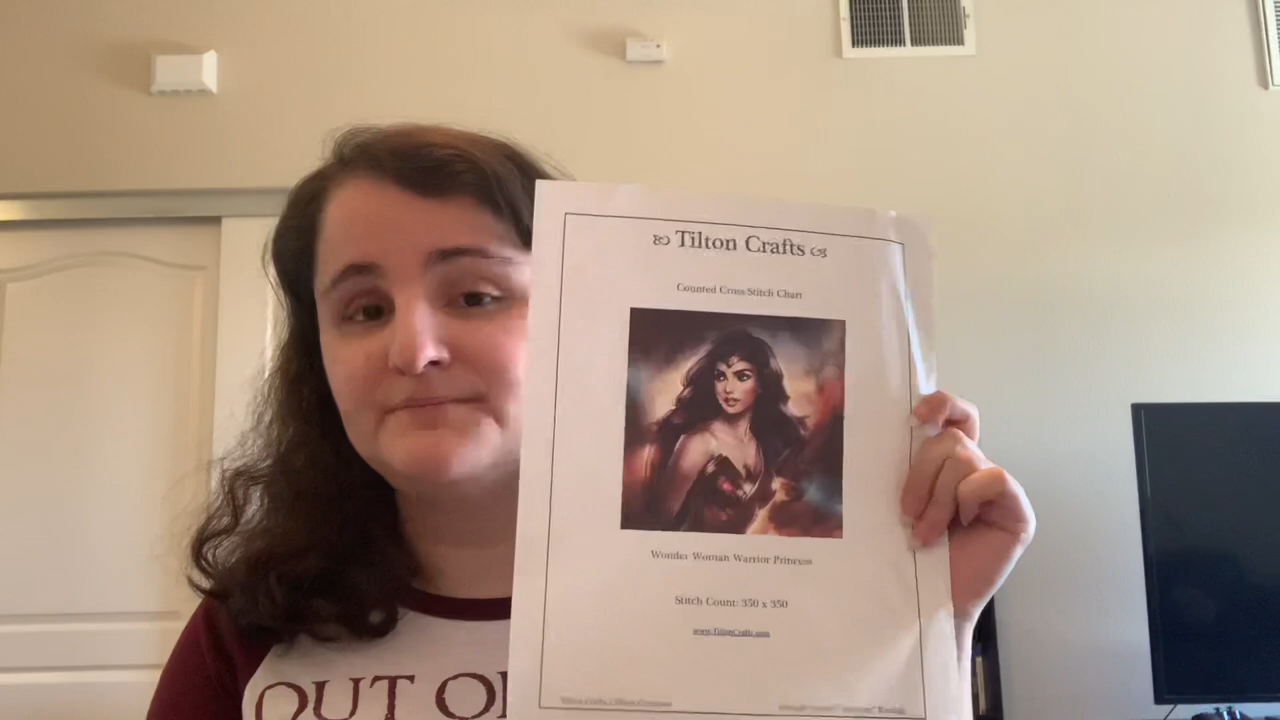 Tilton Crafts
Counted Cross Stitch Chart
Wonder Woman Warrior Princess
Stitch Count: 350 x 350
www.TiltonCrafts.com
OUT OF